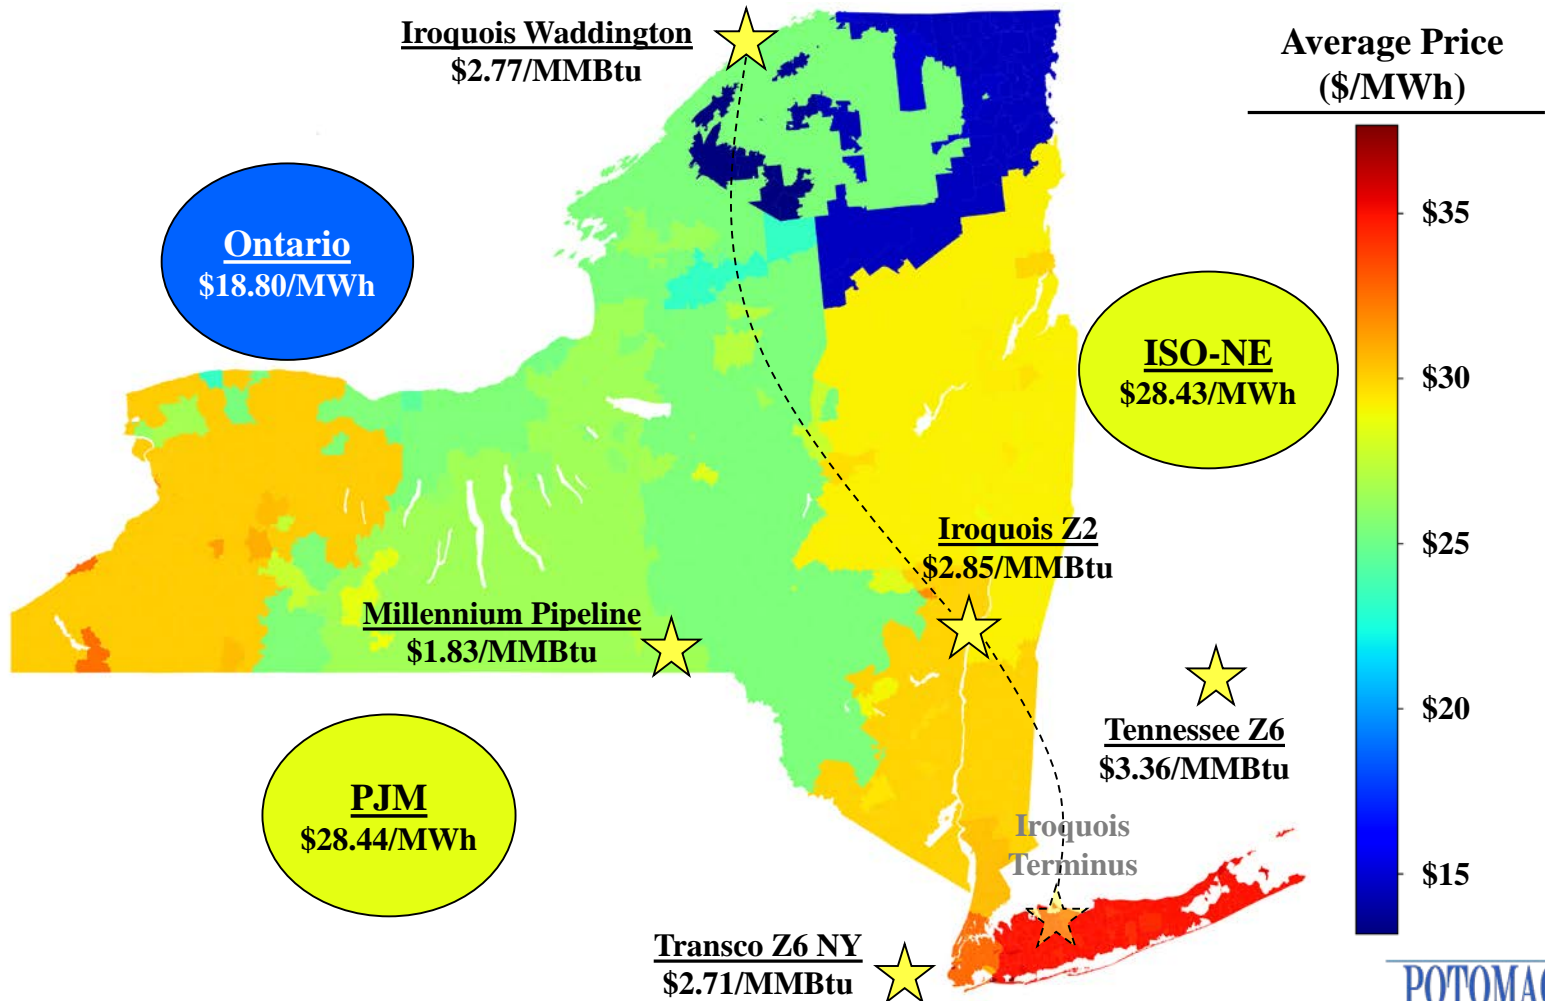 Iroquois Waddington
$2.77/MMBtu
Average Price
($/MWh)
Ontario
$18.80/MWh
ISO-NE
$28.43/MWh
$35
$30
$25
$20
$15
Iroquois Z2
$2.85/MMBtu
Millennium Pipeline
$1.83/MMBtu
Tennessee Z6
$3.36/MMBtu
PJM
$28.44/MWh
Iroquois
Terminus
Transco Z6 NY
$2.71/MMBtu
POTOMAC